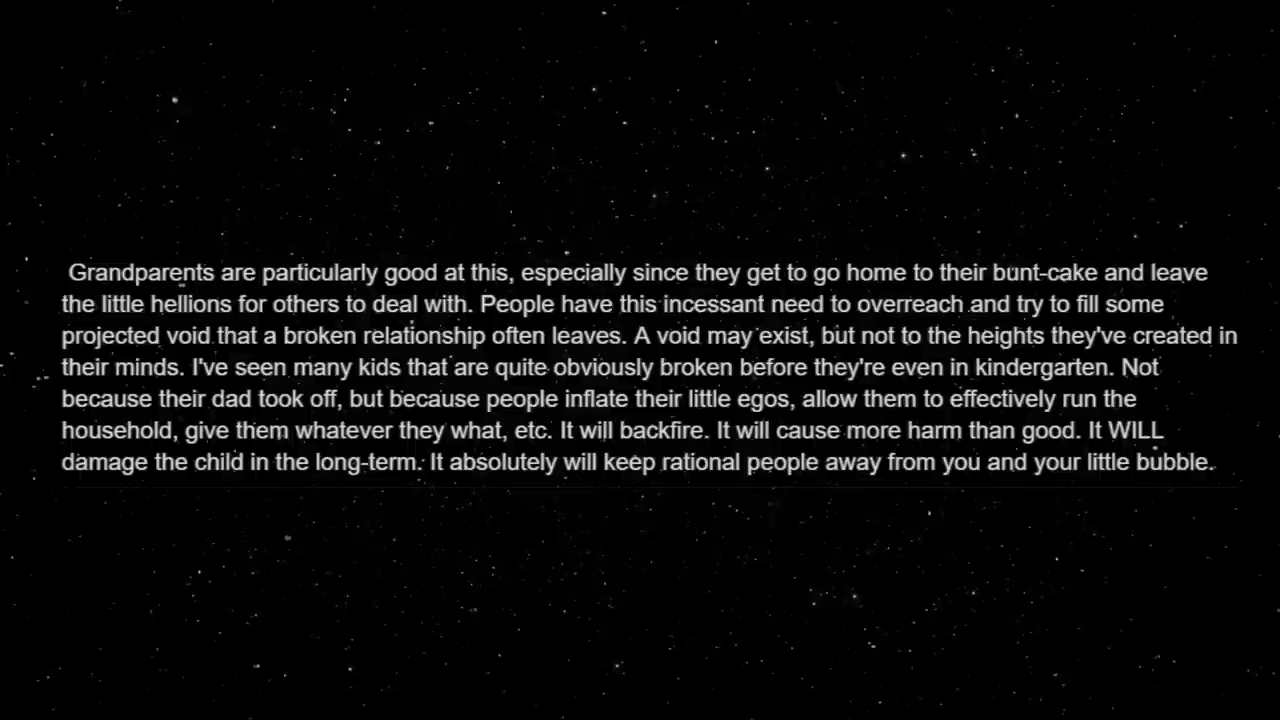 Grandparents are particularly good at this, especially since they get to go home to their bunt-cake and leave
the little hellions for others to deal with. People have this incessant need to overreach and try to fill some
projected void that a broken relationship often leaves. A void may exist, but not to the heights they've created in
their minds. I've seen many kids that are quite obviously broken before they're even in kindergarten. Not
because their dad took off, but because people inflate their little egos, allow them to effectively run the
household, give them whatever they what, etc. It will backfire. It will cause more harm than good. It WILL
damage the child in the long-term. It absolutely will keep rational people away from you and your little bubble.